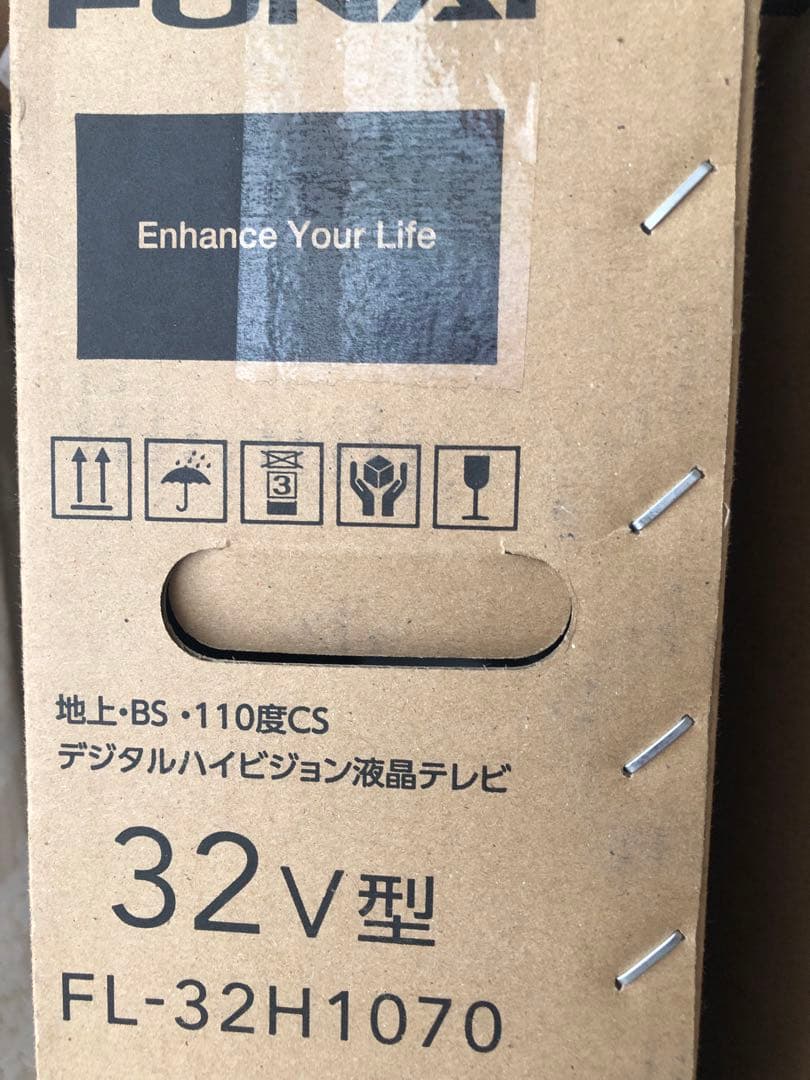 FUNAI
Enhance Your Life
3
地上・BS ・110度CS
デジタルハイビジョン液晶テレビ
32V型
FL-32H1070